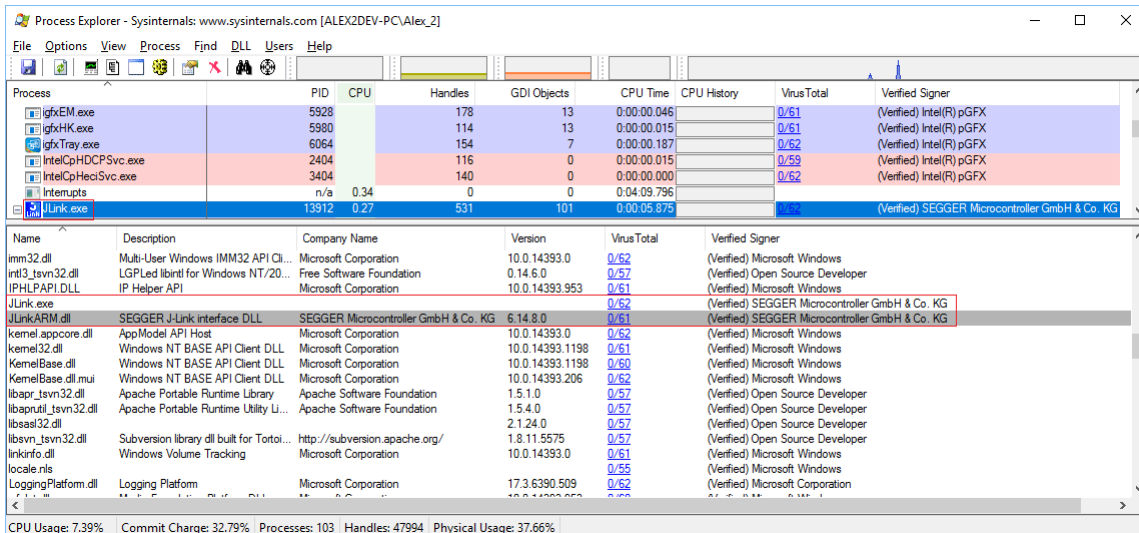 Process Explorer - Sysinternals: www.sysinternals.com [ALEX2DEV-PC\Alex_2]
File Options View Process Find DLL Users Help
Process PID CPU Handles GDI Objects CPU Time CPU History VirusTotal Verified Signer
igfxEM.exe 5928 178 13 0:00:00.046 0/61 (Verified) Intel(R) pGFX
igfxHK.exe 5980 114 13 0:00:00.015 0/61 (Verified) Intel(R) pGFX
igfxTray.exe 6064 154 7 0:00:00.187 0/62 (Verified) Intel(R) pGFX
IntelCpHDCPSvc.exe 2404 116 0 0:00:00.015 0/59 (Verified) Intel(R) pGFX
IntelCpHeciSvc.exe 3404 140 0 0:00:00.000 0/62 (Verified) Intel(R) pGFX
Interrupts n/a 0.34 0 0 0:04:09.796
JLink.exe 13912 0.27 531 101 0:00:05.875 0/62 (Verified) SEGGER Microcontroller GmbH & Co. KG
Name Description Company Name Version VirusTotal Verified Signer
imm32.dll Multi-User Windows IMM32 API Cli... Microsoft Corporation 10.0.14393.0 0/62 (Verified) Microsoft Windows
intl3_tsvn32.dll LGPLed libintl for Windows NT/20... Free Software Foundation 0.14.6.0 0/57 (Verified) Open Source Developer
IPHLPAPI.DLL IP Helper API Microsoft Corporation 10.0.14393.953 0/61 (Verified) Microsoft Windows
JLink.exe 0/62 (Verified) SEGGER Microcontroller GmbH & Co. KG
JLinkARM.dll SEGGER J-Link interface DLL SEGGER Microcontroller GmbH & Co. KG 6.14.8.0 0/61 (Verified) SEGGER Microcontroller GmbH & Co. KG
kernel.appcore.dll AppModel API Host Microsoft Corporation 10.0.14393.0 0/62 (Verified) Microsoft Windows
kernel32.dll Windows NT BASE API Client DLL Microsoft Corporation 10.0.14393.1198 0/61 (Verified) Microsoft Windows
KernelBase.dll Windows NT BASE API Client DLL Microsoft Corporation 10.0.14393.1198 0/60 (Verified) Microsoft Windows
KernelBase.dll.mui Windows NT BASE API Client DLL Microsoft Corporation 10.0.14393.206 0/62 (Verified) Microsoft Windows
libapr_tsvn32.dll Apache Portable Runtime Library Apache Software Foundation 1.5.1.0 0/57 (Verified) Open Source Developer
libaprutil_tsvn32.dll Apache Portable Runtime Utility Li... Apache Software Foundation 1.5.4.0 0/57 (Verified) Open Source Developer
libsasl32.dll 2.1.24.0 0/57 (Verified) Open Source Developer
libsvn_tsvn32.dll Subversion library dll built for Tortoi... http://subversion.apache.org/ 1.8.11.5575 0/57 (Verified) Open Source Developer
linkinfo.dll Windows Volume Tracking Microsoft Corporation 10.0.14393.0 0/61 (Verified) Microsoft Windows
locale.nls 0/55 (Verified) Microsoft Windows
LoggingPlatform.dll Logging Platform Microsoft Corporation 17.3.6390.509 0/62 (Verified) Microsoft Corporation
CPU Usage: 7.39% Commit Charge: 32.79% Processes: 103 Handles: 47994 Physical Usage: 37.66%